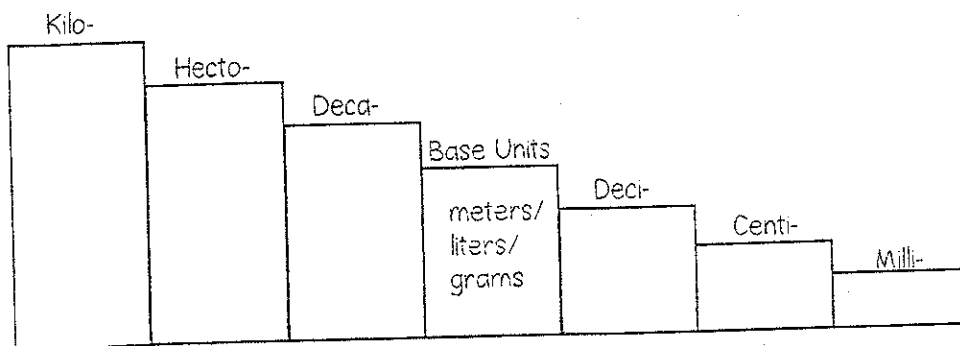 Kilo-
Hecto-
Deca-
Base Units
meters/
liters/
grams
Deci-
Centi-
Milli-